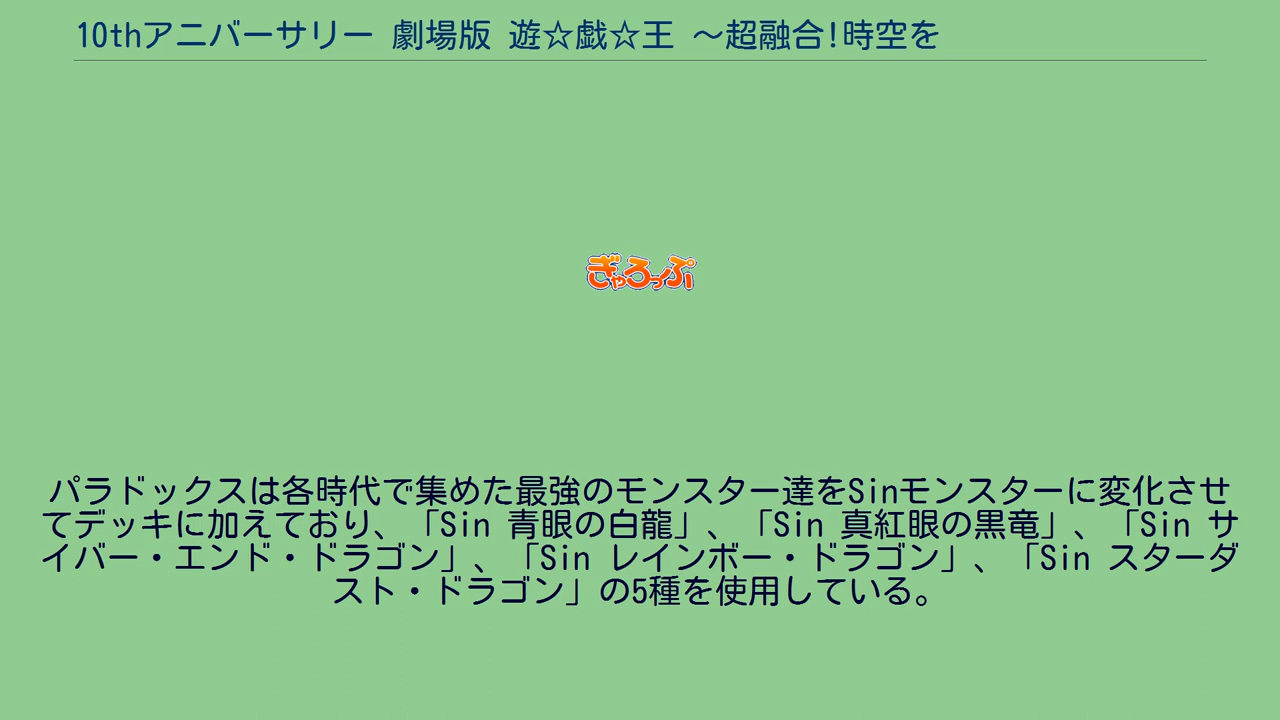 10thアニバーサリー 劇場版 遊☆戯☆王 ～超融合!時空を
ぎゃろっぷ
パラドックスは各時代で集めた最強のモンスター達をSinモンスターに変化させ
てデッキに加えており、「Sin 青眼の白龍」、「Sin 真紅眼の黒竜」、「Sin サ
イバー・エンド・ドラゴン」、「Sin レインボー・ドラゴン」、「Sin スターダ
スト・ドラゴン」の5種を使用している。